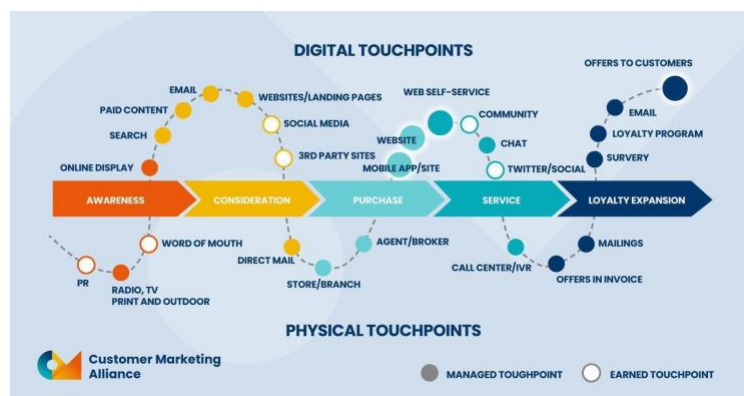 DIGITAL TOUCHPOINTS
OFFERS TO CUSTOMERS
EMAIL
WEB SELF-SERVICE
WEBSITES/LANDING PAGES
PAID CONTENT
EMAIL
COMMUNITY
SOCIAL MEDIA
SEARCH
LOYALTY PROGRAM
WEBSITE
CHAT
3RD PARTY SITES
SURVERY
ONLINE DISPLAY
MOBILE APP/SITE
TWITTER/SOCIAL
AWARENESS
CONSIDERATION
PURCHASE
SERVICE
LOYALTY EXPANSION
WORD OF MOUTH
AGENT/BROKER
MAILINGS
DIRECT MAIL
CALL CENTER/IVR
PR
STORE/BRANCH
OFFERS IN INVOICE
RADIO, TV
PRINT AND OUTDOOR
PHYSICAL TOUCHPOINTS
Customer Marketing
Alliance
MANAGED TOUGHPOINT
EARNED TOUCHPOINT